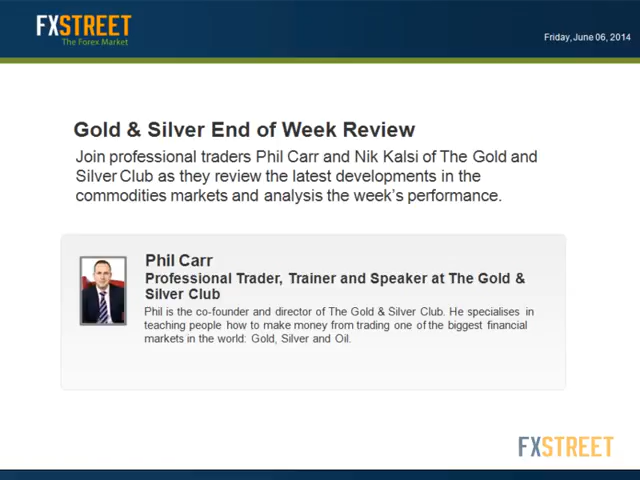 FXSTREET
The Forex Market
Friday, June 06, 2014
Gold & Silver End of Week Review
Join professional traders Phil Carr and Nik Kalsi of The Gold and
Silver Club as they review the latest developments in the
commodities markets and analysis the week's performance.
Phil Carr
Professional Trader, Trainer and Speaker at The Gold &
Silver Club
Phil is the co-founder and director of The Gold & Silver Club. He specialises in
teaching people how to make money from trading one of the biggest financial
markets in the world: Gold, Silver and Oil.
FXSTREET